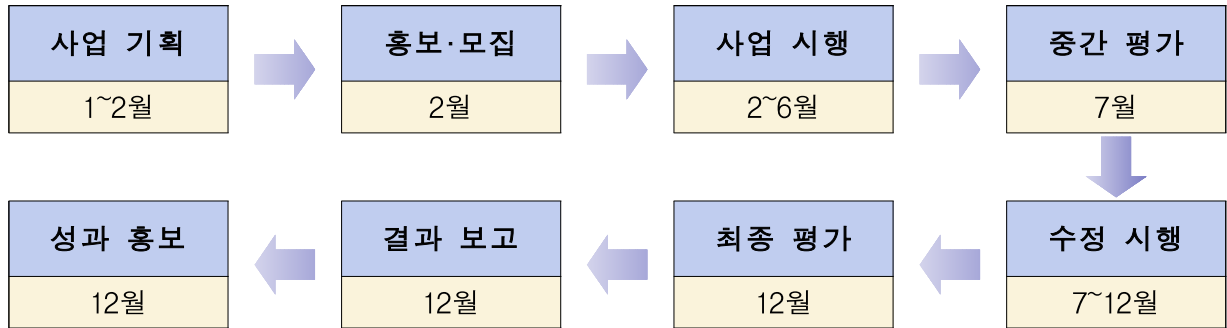 사업 기획
1~2월
홍보·모집
2월
사업 시행
2~6월
중간 평가
7월
수정 시행
7~12월
최종 평가
12월
결과 보고
12월
성과 홍보
12월